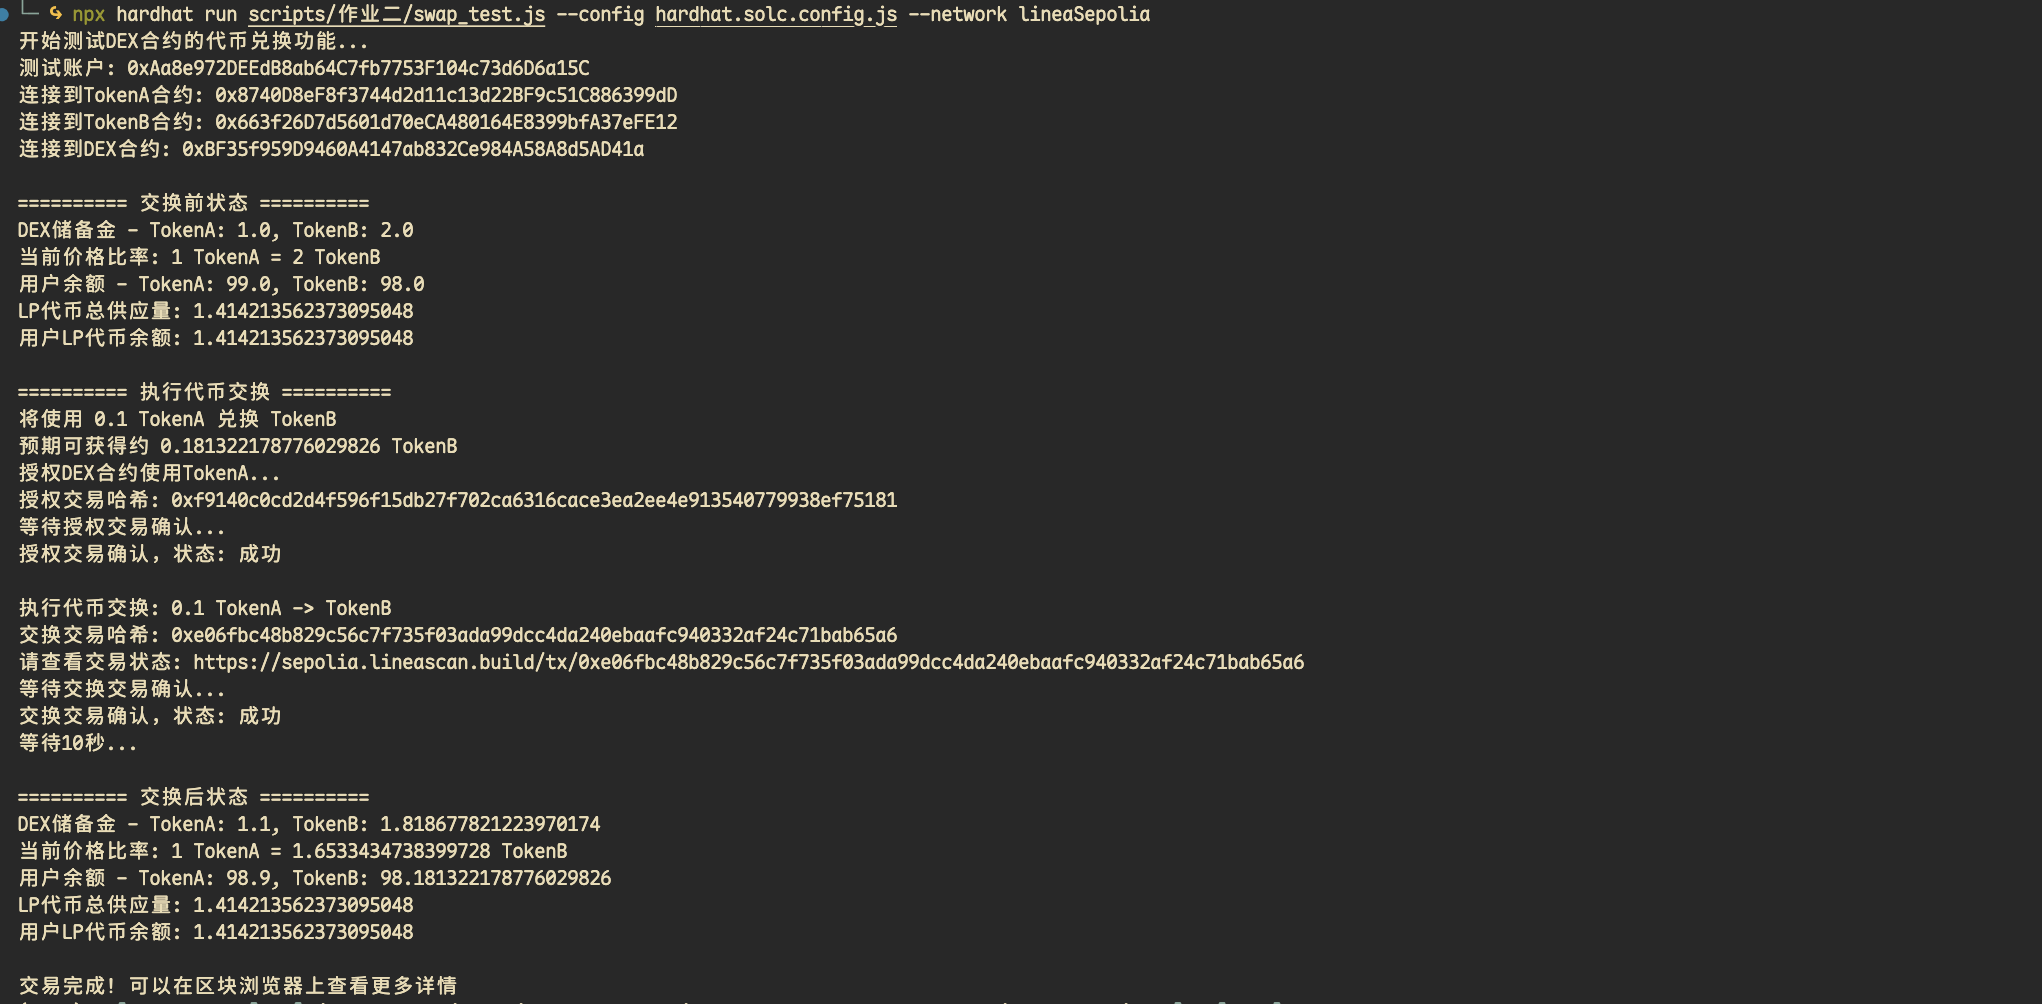 npx hardhat run scripts/作业二/swap_test.js --config hardhat.solc.config.js --network lineaSepolia
开始测试DEX合约的代币兑换功能...
测试账户: 0xAa8e972DEEdB8ab64C7fb7753F104c73d6D6a15C
连接到TokenA合约: 0x8740D8eF8f3744d2d11c13d22BF9c51C886399dD
连接到TokenB合约: 0x663f26D7d5601d70eCA480164E8399bfA37eFE12
连接到DEX合约: 0xBF35f959D9460A4147ab832Ce984A58A8d5AD41a
========== 交换前状态 ==========
DEX储备金 - TokenA: 1.0, TokenB: 2.0
当前价格比率: 1 TokenA = 2 TokenB
用户余额 - TokenA: 99.0, TokenB: 98.0
LP代币总供应量: 1.414213562373095048
用户LP代币余额: 1.414213562373095048
========== 执行代币交换 ==========
将使用 0.1 TokenA 兑换 TokenB
预期可获得约 0.181322178776029826 TokenB
授权DEX合约使用TokenA...
授权交易哈希: 0xf9140c0cd2d4f596f15db27f702ca6316cace3ea2ee4e913540779938ef75181
等待授权交易确认...
授权交易确认, 状态: 成功
执行代币交换: 0.1 TokenA -> TokenB
交换交易哈希: 0xe06fbc48b829c56c7f735f03ada99dcc4da240ebaafc940332af24c71bab65a6
请查看交易状态: https://sepolia.lineascan.build/tx/0xe06fbc48b829c56c7f735f03ada99dcc4da240ebaafc940332af24c71bab65a6
等待交换交易确认...
交换交易确认, 状态: 成功
等待10秒...
========== 交换后状态 ==========
DEX储备金 - TokenA: 1.1, TokenB: 1.818677821223970174
当前价格比率: 1 TokenA = 1.6533434738399728 TokenB
用户余额 - TokenA: 98.9, TokenB: 98.181322178776029826
LP代币总供应量: 1.414213562373095048
用户LP代币余额: 1.414213562373095048
交易完成! 可以在区块浏览器上查看更多详情